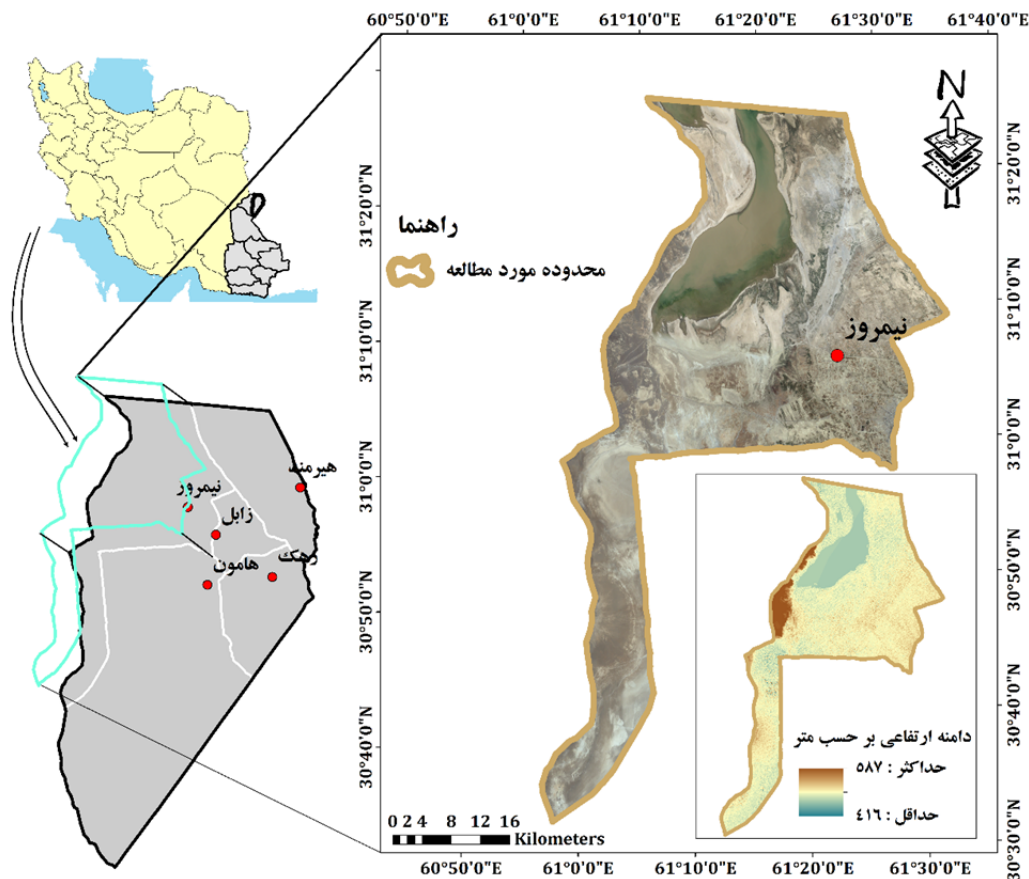 60°50'0"E
61°0'0"E
61°10'0"E
61°20'0"E
61°30'0"E
61°40'0"E
N
31°20'0"N
31°10'0"N
31°0'0"N
30°50'0"N
30°40'0"N
31°20'0"N
31°10'0"N
31°0'0"N
30°50'0"N
30°40'0"N
30°30'0"N
راهنما
محدوده مورد مطالعه
نیمروز
هیرمند
نیمروز
زابل
زهک
هامون
دامنه ارتفاعی بر حسب متر
حداکثر : ۵۸۷
حداقل : ۴۱۶
0 2 4 8 12 16
Kilometers
60°50'0"E
61°0'0"E
61°10'0"E
61°20'0"E
61°30'0"E